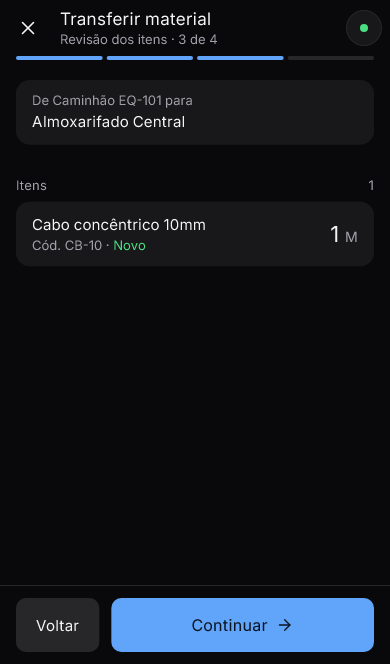 Transferir material
Revisão dos itens · 3 de 4
De Caminhão EQ-101 para
Almoxarifado Central
Itens 1
Cabo concêntrico 10mm
1 M
Cód. CB-10 · Novo
Voltar
Continuar →